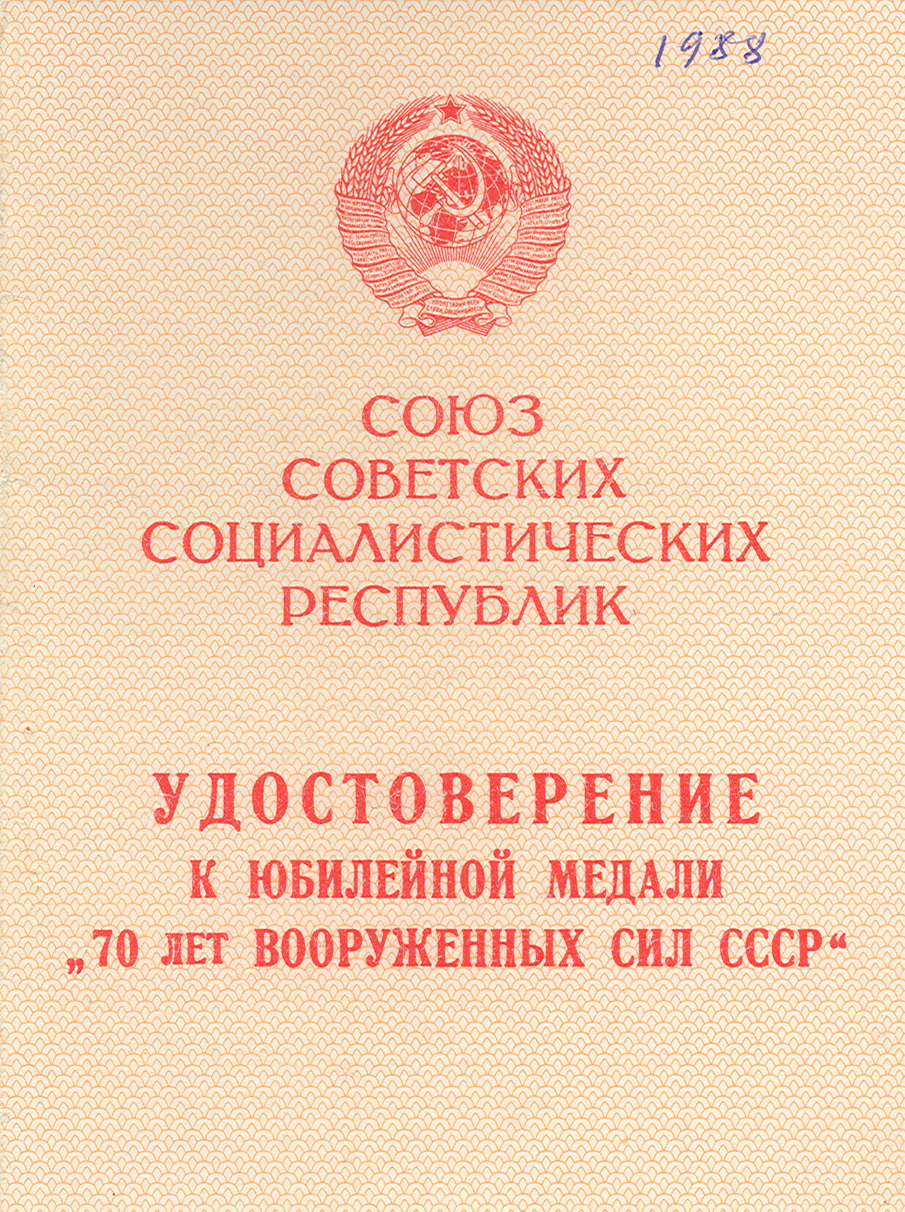 1988
СОЮЗ
СОВЕТСКИХ
СОЦИАЛИСТИЧЕСКИХ
РЕСПУБЛИК
УДОСТОВЕРЕНИЕ
К ЮБИЛЕЙНОЙ МЕДАЛИ
„70 ЛЕТ ВООРУЖЕННЫХ СИЛ СССР“